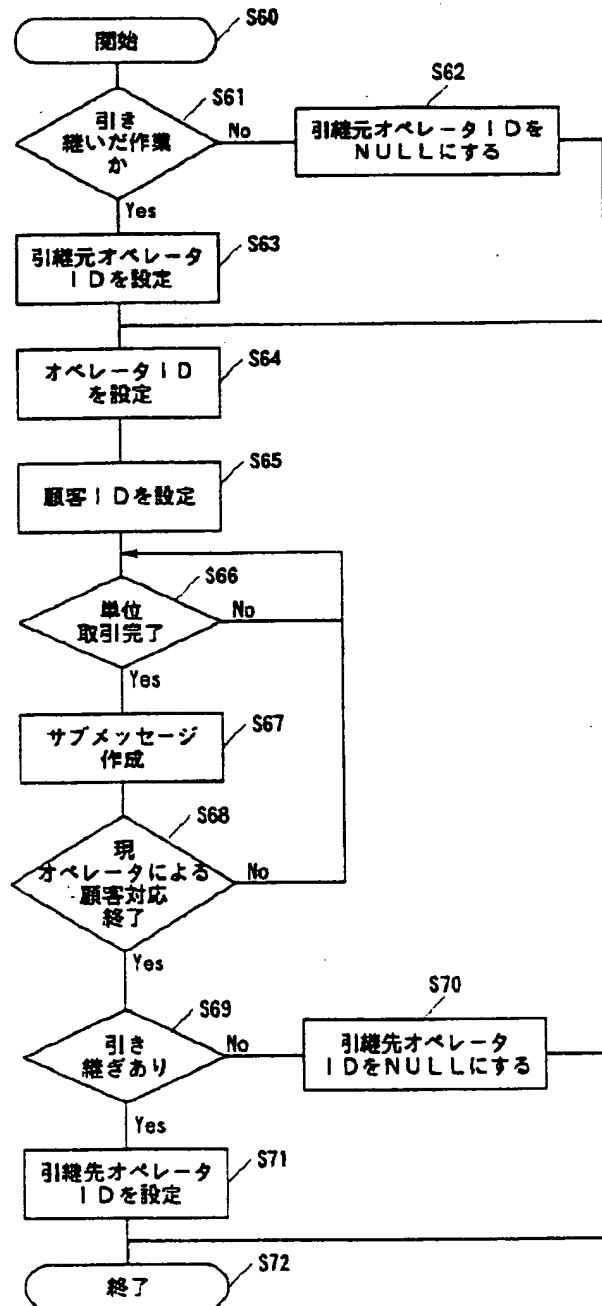 S60
開始
S61
引き
継いだ作業
か
No
Yes
S62
引継元オペレータIDを
NULLにする
S63
引継元オペレータ
IDを設定
S64
オペレータID
を設定
S65
顧客IDを設定
S66
単位
取引完了
No
Yes
S67
サブメッセージ
作成
S68
現
オペレータによる
顧客対応
終了
No
Yes
S69
引き
継ぎあり
No
Yes
S70
引継先オペレータ
IDをNULLにする
S71
引継先オペレータ
IDを設定
S72
終了